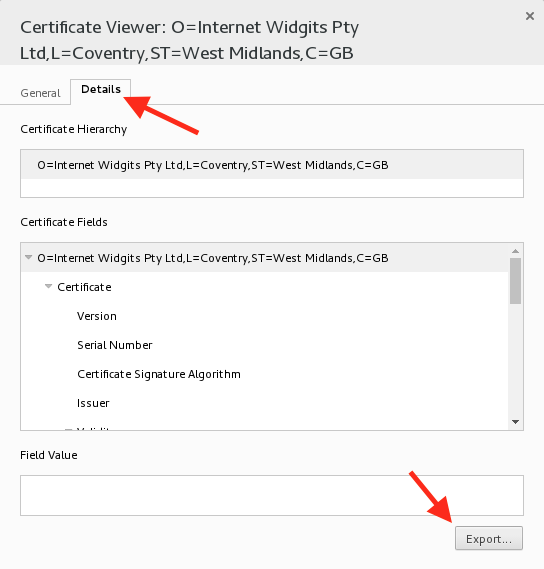 Certificate Viewer: O=Internet Widgits Pty
Ltd,L=Coventry,ST=West Midlands,C=GB
General
Details
Certificate Hierarchy
O=Internet Widgits Pty Ltd,L=Coventry,ST=West Midlands,C=GB
Certificate Fields
O=Internet Widgits Pty Ltd,L=Coventry,ST=West Midlands,C=GB
Certificate
Version
Serial Number
Certificate Signature Algorithm
Issuer
Validity
Field Value
Export...